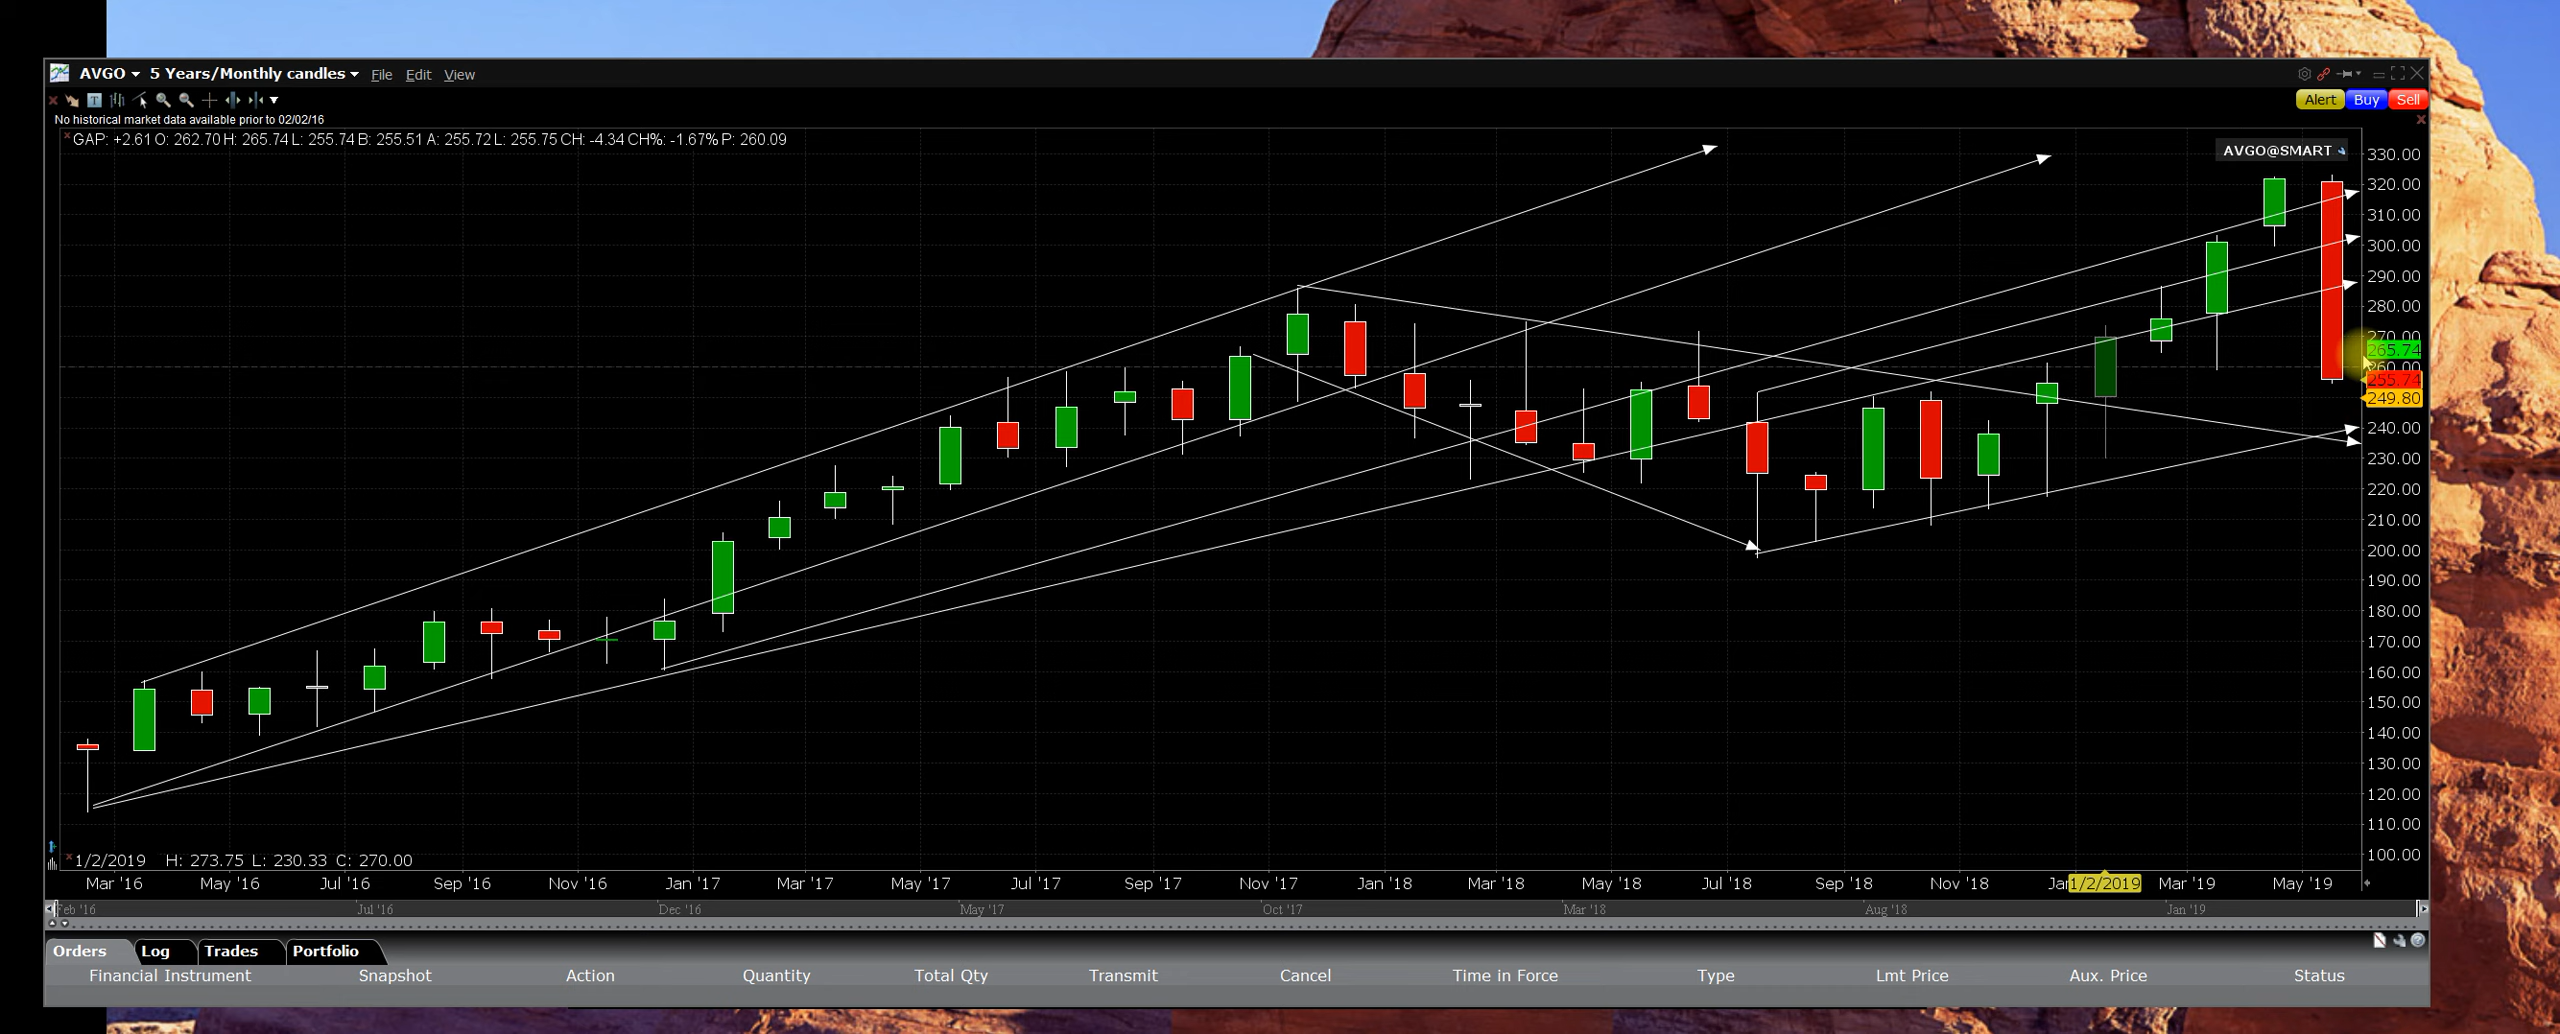 AVGO 5 Years/Monthly candles File Edit View
Alert Buy Sell
No historical market data available prior to 02/02/16
GAP: +2.61 O: 262.70 H: 265.74 L: 255.74 B: 255.51 A: 255.72 L: 255.75 CH: -4.34 CH%: -1.67% P: 260.09
AVGO@SMART
330.00
320.00
310.00
300.00
290.00
280.00
270.00
265.74
260.00
255.74
249.80
240.00
230.00
220.00
210.00
200.00
190.00
180.00
170.00
160.00
150.00
140.00
130.00
120.00
110.00
100.00
1/2/2019 H: 273.75 L: 230.33 C: 270.00
Mar '16 May '16 Jul '16 Sep '16 Nov '16 Jan '17 Mar '17 May '17 Jul '17 Sep '17 Nov '17 Jan '18 Mar '18 May '18 Jul '18 Sep '18 Nov '18 Jan 1/2/2019 Mar '19 May '19
Feb '16 Jul '16 Dec '16 May '17 Oct '17 Mar '18 Aug '18 Jan '19
Orders Log Trades Portfolio
Financial Instrument Snapshot Action Quantity Total Qty Transmit Cancel Time in Force Type Lmt Price Aux. Price Status